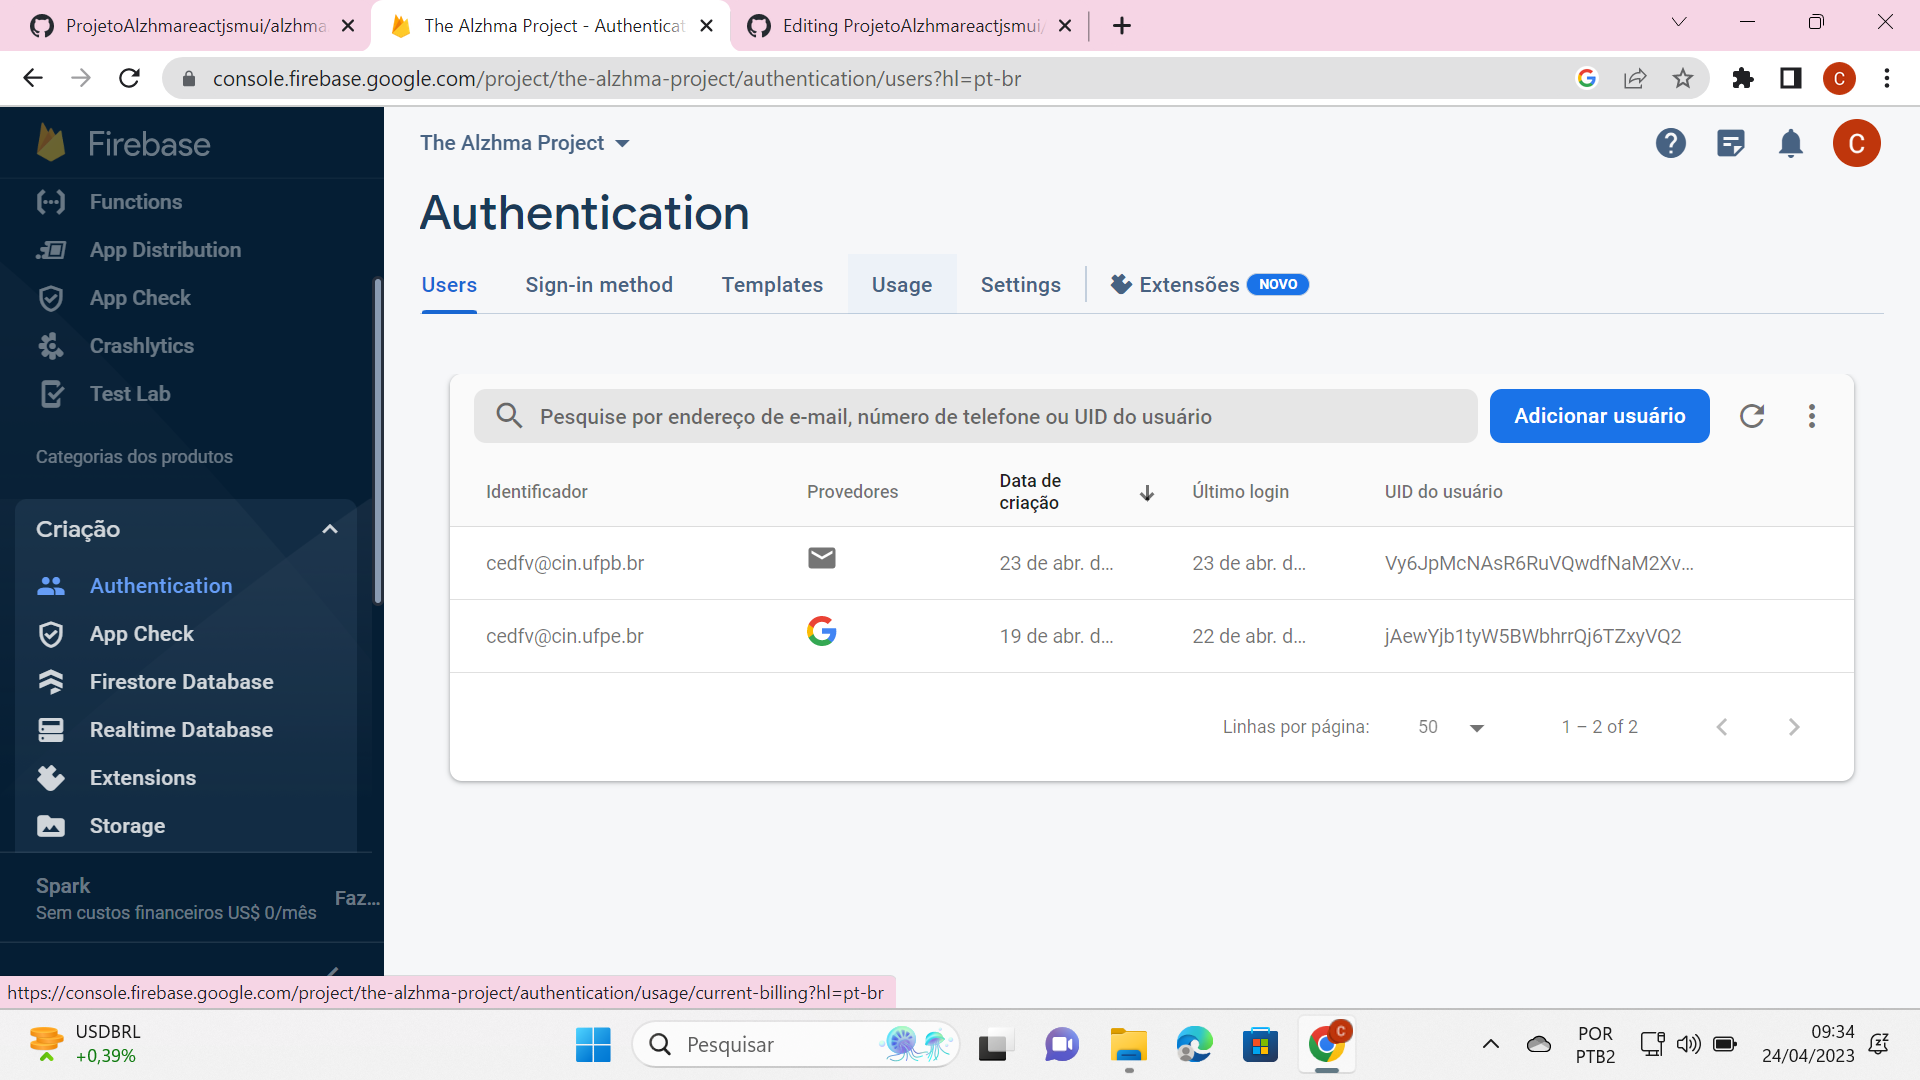 ProjetoAlzhmareactjsmui/alzhma
The Alzhma Project - Authenticat
Editing ProjetoAlzhmareactjsmui/
console.firebase.google.com/project/the-alzhma-project/authentication/users?hl=pt-br
C
Firebase
Functions
App Distribution
App Check
Crashlytics
Test Lab
Categorias dos produtos
Criação
Authentication
App Check
Firestore Database
Realtime Database
Extensions
Storage
Spark
Sem custos financeiros US$ 0/mês
Faz...
The Alzhma Project
C
Authentication
Users
Sign-in method
Templates
Usage
Settings
Extensões NOVO
Pesquise por endereço de e-mail, número de telefone ou UID do usuário
Adicionar usuário
Identificador
Provedores
Data de
criação
Último login
UID do usuário
cedfv@cin.ufpb.br
23 de abr. d...
23 de abr. d...
Vy6JpMcNAsR6RuVQwdfNaM2Xv...
cedfv@cin.ufpe.br
19 de abr. d...
22 de abr. d...
jAewYjb1tyW5BWbhrrQj6TZxyVQ2
Linhas por página:
50
1 – 2 of 2
https://console.firebase.google.com/project/the-alzhma-project/authentication/usage/current-billing?hl=pt-br
USDBRL
+0,39%
Pesquisar
C
POR
PTB2
09:34
24/04/2023